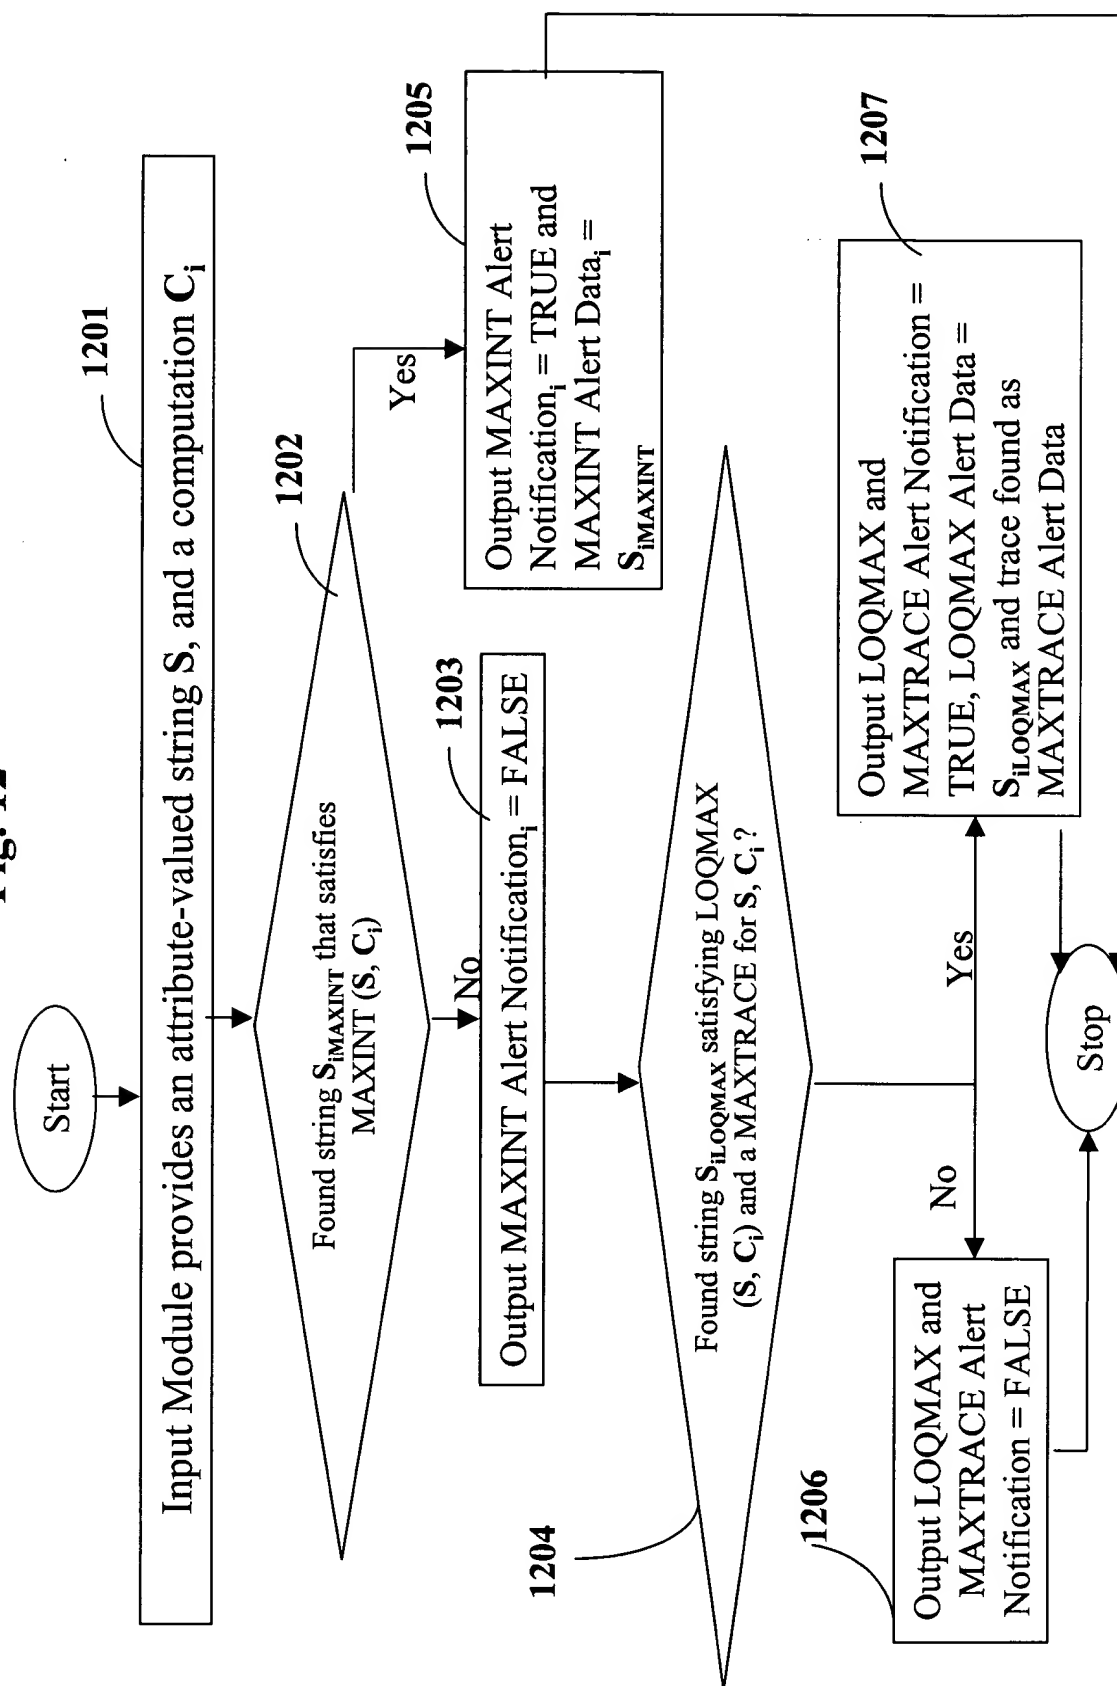 Fig. 12
Start
1201
Input Module provides an attribute-valued string S, and a computation Ci
1202
Found string SiMAXINT that satisfies
MAXINT (S, Ci)
Yes
No
1205
Output MAXINT Alert
Notificationi = TRUE and
MAXINT Alert Datai =
SiMAXINT
1203
Output MAXINT Alert Notificationi = FALSE
1204
Found string SiLOQMAX satisfying LOQMAX
(S, Ci) and a MAXTRACE for S, Ci?
No
Yes
1206
Output LOQMAX and
MAXTRACE Alert
Notification = FALSE
1207
Output LOQMAX and
MAXTRACE Alert Notification =
TRUE, LOQMAX Alert Data =
SiLOQMAX and trace found as
MAXTRACE Alert Data
Stop